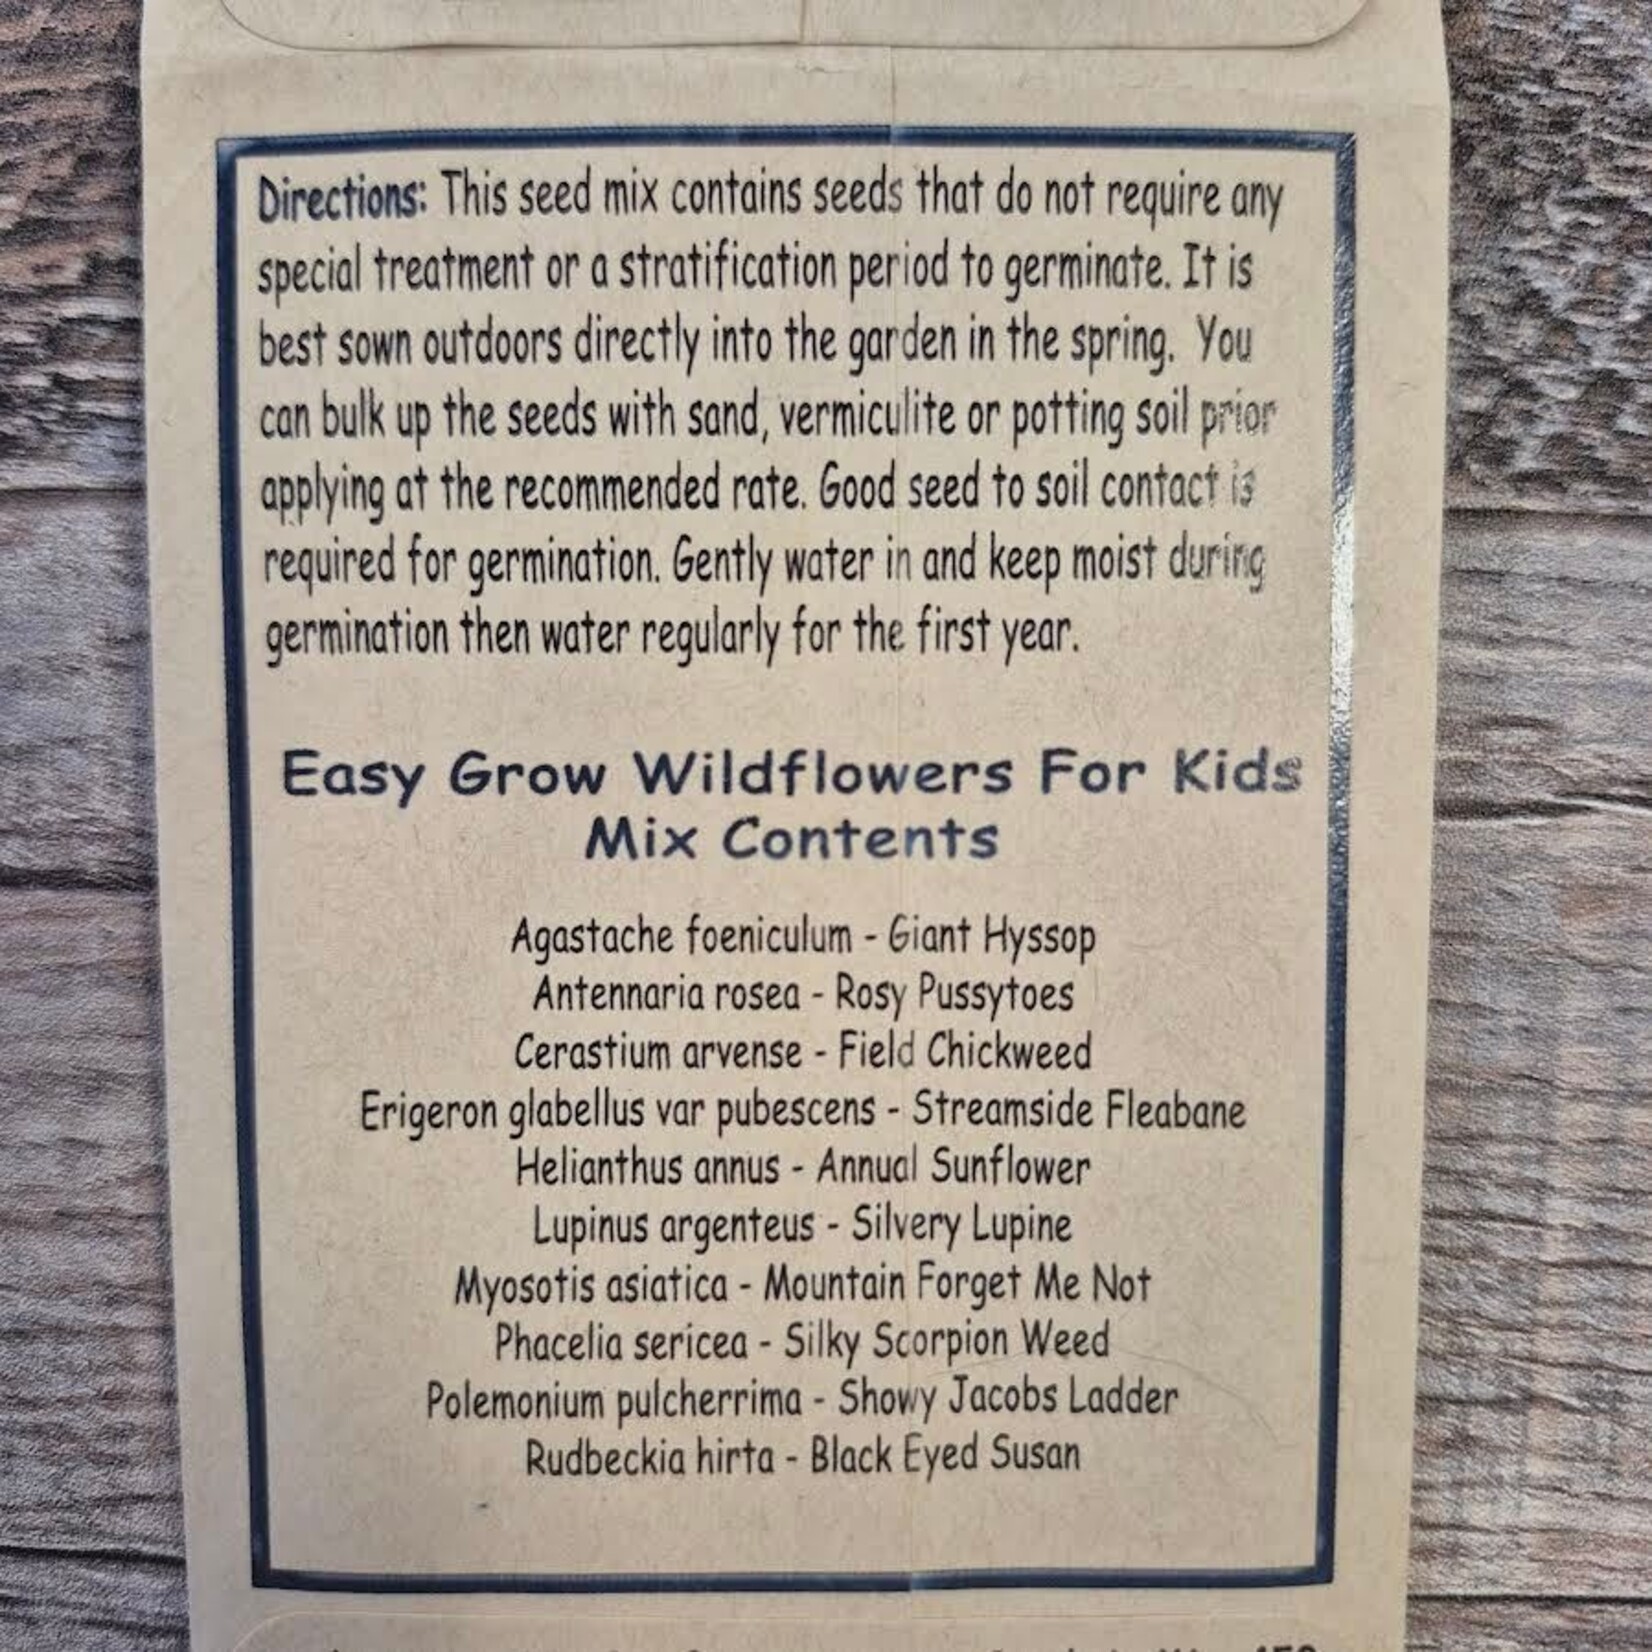 Directions: This seed mix contains seeds that do not require any
special treatment or a stratification period to germinate. It is
best sown outdoors directly into the garden in the spring. You
can bulk up the seeds with sand, vermiculite or potting soil prior
applying at the recommended rate. Good seed to soil contact is
required for germination. Gently water in and keep moist during
germination then water regularly for the first year.
Easy Grow Wildflowers For Kids
Mix Contents
Agastache foeniculum - Giant Hyssop
Antennaria rosea - Rosy Pussytoes
Cerastium arvense - Field Chickweed
Erigeron glabellus var pubescens - Streamside Fleabane
Helianthus annus - Annual Sunflower
Lupinus argenteus - Silvery Lupine
Myosotis asiatica - Mountain Forget Me Not
Phacelia sericea - Silky Scorpion Weed
Polemonium pulcherrima - Showy Jacobs Ladder
Rudbeckia hirta - Black Eyed Susan